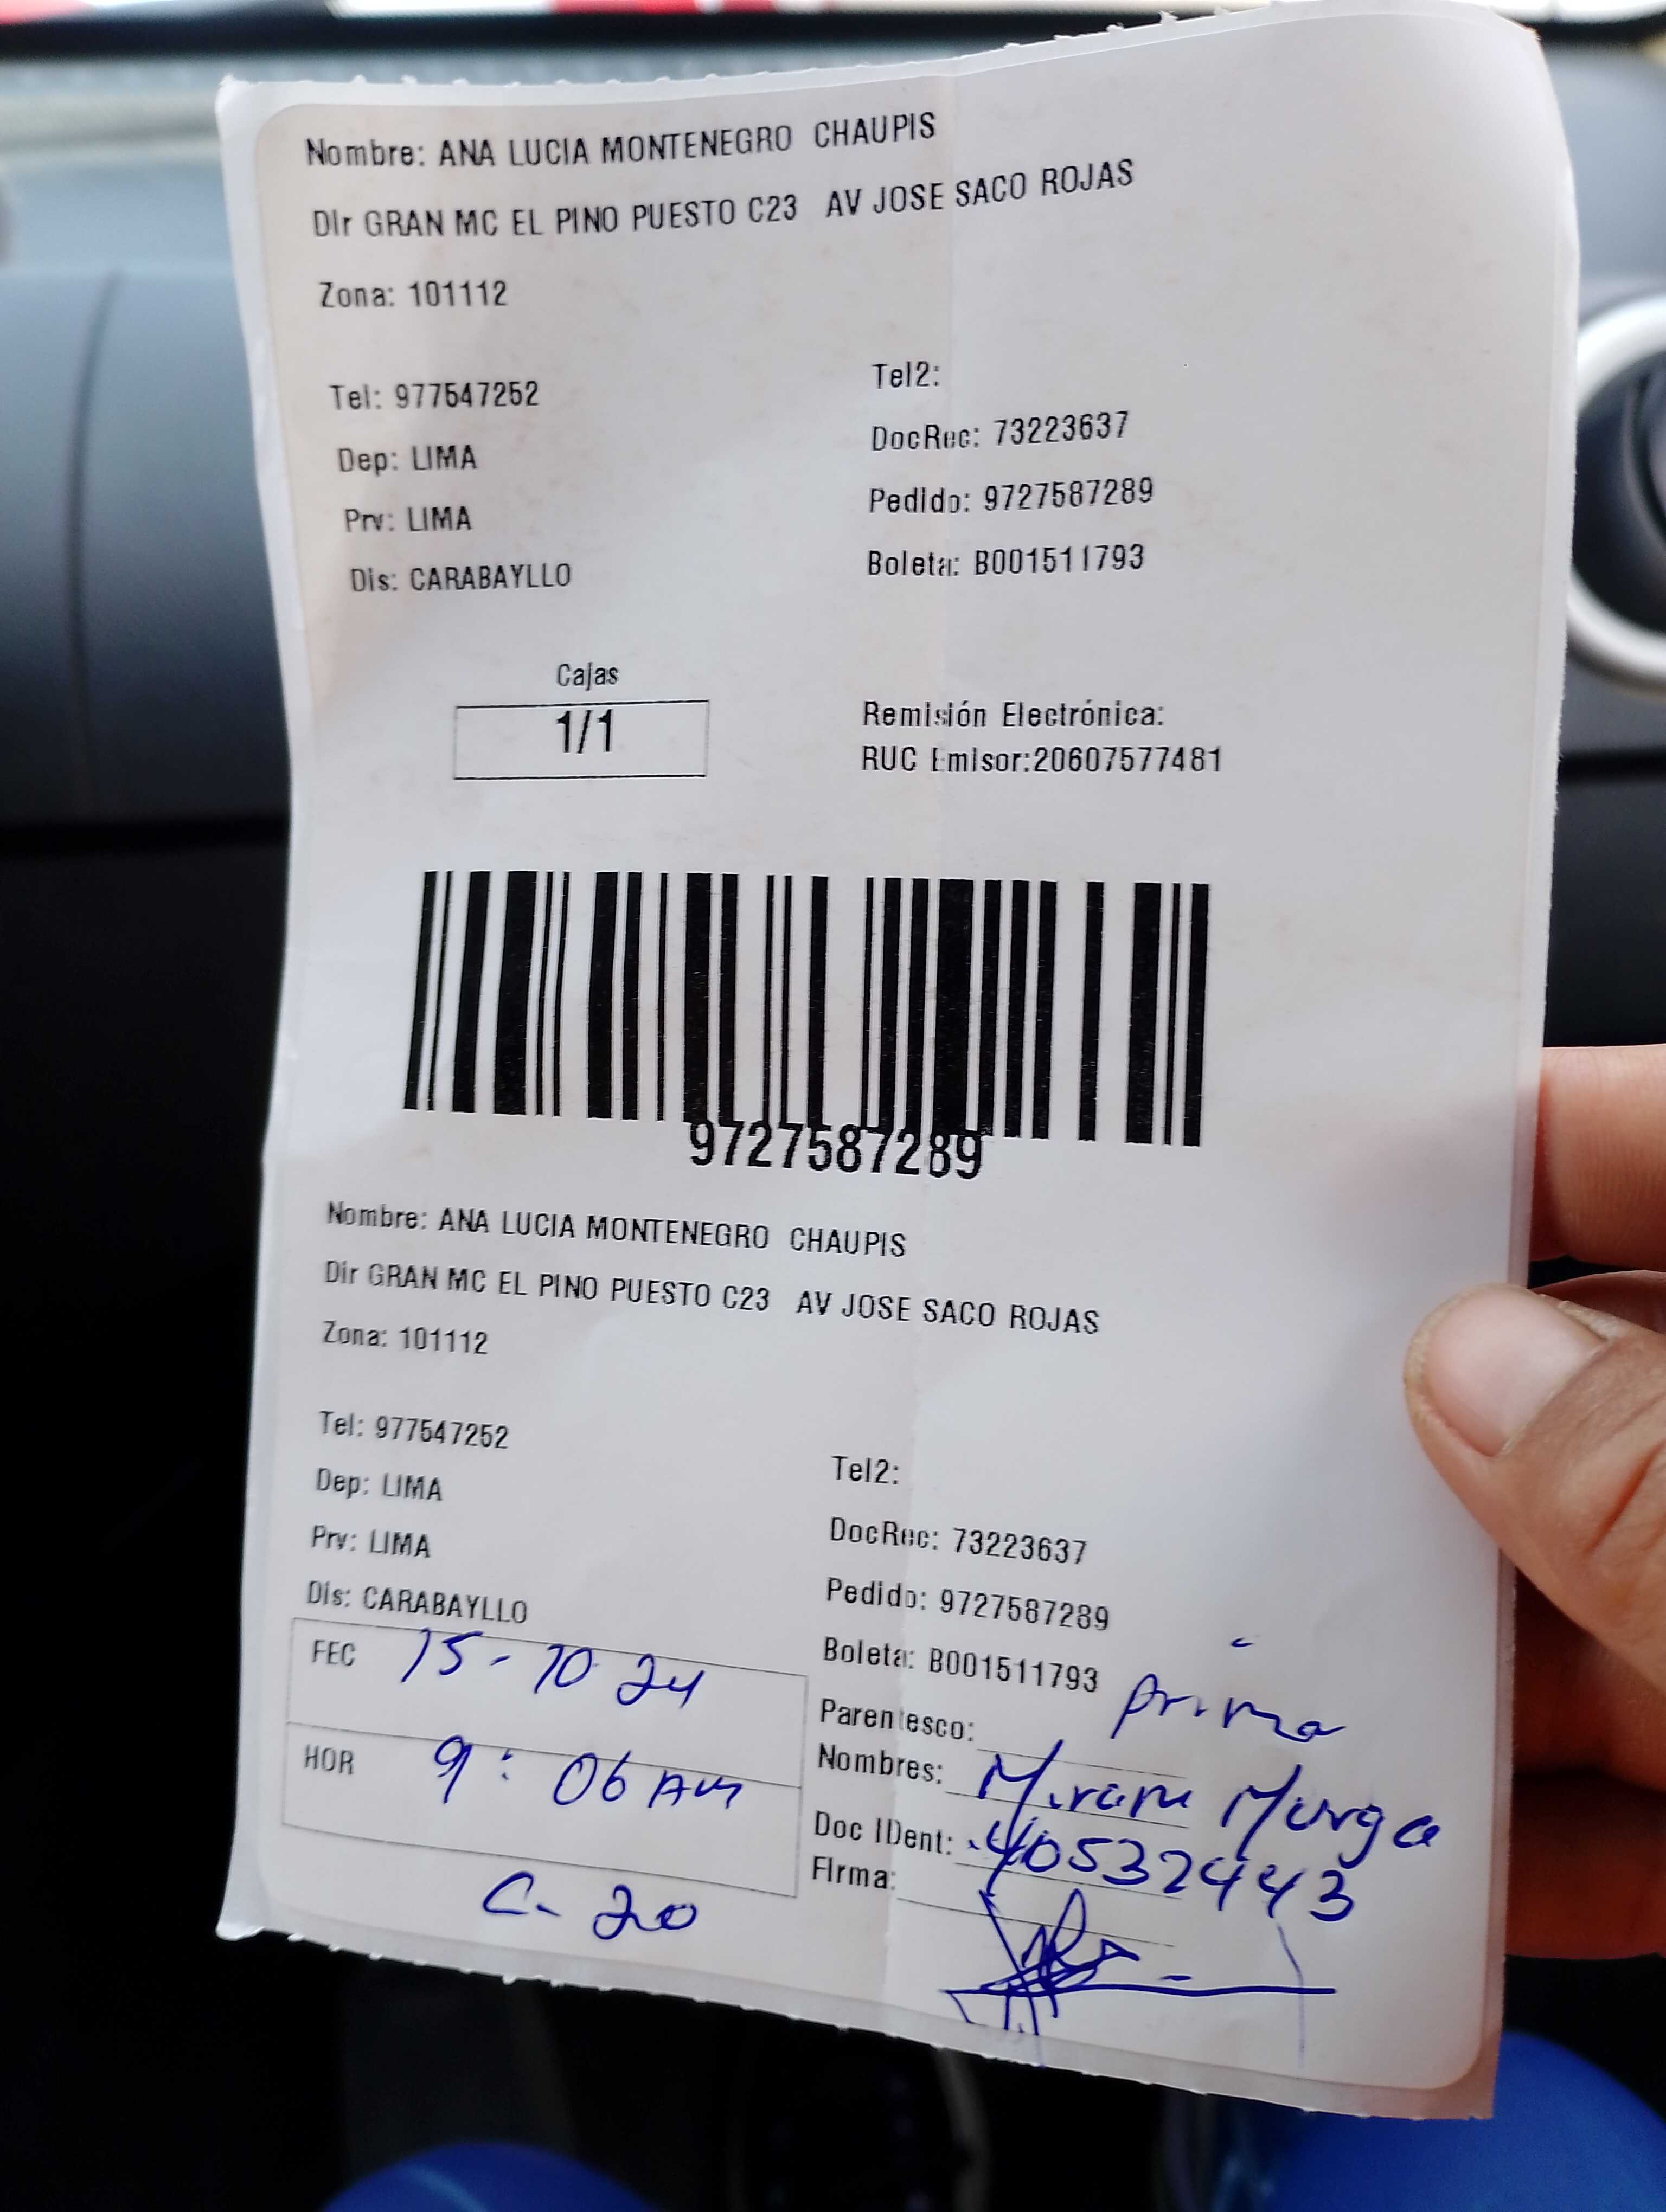 Nombre: ANA LUCIA MONTENEGRO CHAUPIS
Dir GRAN MC EL PINO PUESTO C23 AV JOSE SACO ROJAS
Zona: 101112
Tel: 977547252
Tel2:
Dep: LIMA
DocRec: 73223637
Prv: LIMA
Pedido: 9727587289
Dis: CARABAYLLO
Boleta: B001511793
Cajas
1/1
Remisión Electrónica:
RUC Emisor:20607577481
9727587289
Nombre: ANA LUCIA MONTENEGRO CHAUPIS
Dir GRAN MC EL PINO PUESTO C23 AV JOSE SACO ROJAS
Zona: 101112
Tel: 977547252
Tel2:
Dep: LIMA
DocRec: 73223637
Prv: LIMA
Pedido: 9727587289
Dis: CARABAYLLO
Boleta: B001511793
FEC 15-10 24
Parentesco: prima
HOR 9: 06 AM
Nombres: Miriam Murga
Doc IDent: 40532443
Firma:
C- 20